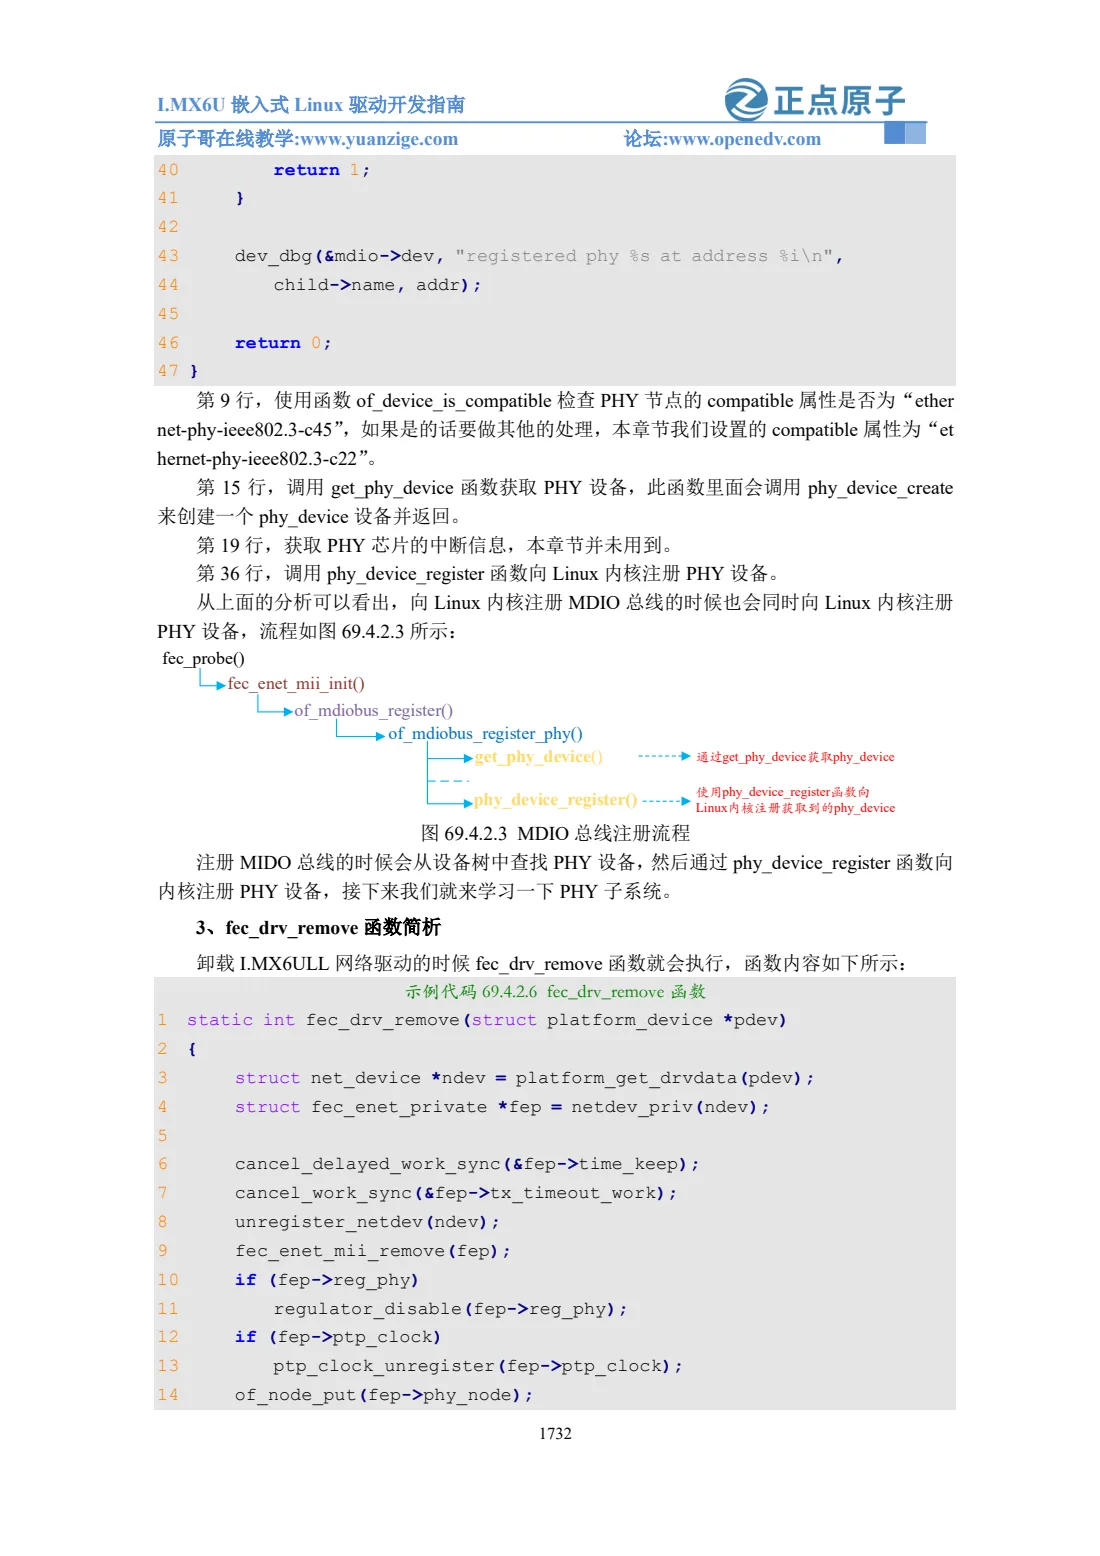 I.MX6U 嵌入式 Linux 驱动开发指南
正点原子
原子哥在线教学:www.yuanzige.com 论坛:www.openedv.com
40 return 1;
41 }
42
43 dev_dbg(&mdio->dev, "registered phy %s at address %i\n",
44 child->name, addr);
45
46 return 0;
47 }
第 9 行，使用函数 of_device_is_compatible 检查 PHY 节点的 compatible 属性是否为“ether
net-phy-ieee802.3-c45”，如果是的话要做其他的处理，本章节我们设置的 compatible 属性为“et
hernet-phy-ieee802.3-c22”。
第 15 行，调用 get_phy_device 函数获取 PHY 设备，此函数里面会调用 phy_device_create
来创建一个 phy_device 设备并返回。
第 19 行，获取 PHY 芯片的中断信息，本章节并未用到。
第 36 行，调用 phy_device_register 函数向 Linux 内核注册 PHY 设备。
从上面的分析可以看出，向 Linux 内核注册 MDIO 总线的时候也会同时向 Linux 内核注册
PHY 设备，流程如图 69.4.2.3 所示：
fec_probe()
fec_enet_mii_init()
of_mdiobus_register()
of_mdiobus_register_phy()
get_phy_device() 通过get_phy_device获取phy_device
phy_device_register() 使用phy_device_register函数向
Linux内核注册获取到的phy_device
图 69.4.2.3 MDIO 总线注册流程
注册 MIDO 总线的时候会从设备树中查找 PHY 设备，然后通过 phy_device_register 函数向
内核注册 PHY 设备，接下来我们就来学习一下 PHY 子系统。
3、fec_drv_remove 函数简析
卸载 I.MX6ULL 网络驱动的时候 fec_drv_remove 函数就会执行，函数内容如下所示：
示例代码 69.4.2.6 fec_drv_remove 函数
1 static int fec_drv_remove(struct platform_device *pdev)
2 {
3 struct net_device *ndev = platform_get_drvdata(pdev);
4 struct fec_enet_private *fep = netdev_priv(ndev);
5
6 cancel_delayed_work_sync(&fep->time_keep);
7 cancel_work_sync(&fep->tx_timeout_work);
8 unregister_netdev(ndev);
9 fec_enet_mii_remove(fep);
10 if (fep->reg_phy)
11 regulator_disable(fep->reg_phy);
12 if (fep->ptp_clock)
13 ptp_clock_unregister(fep->ptp_clock);
14 of_node_put(fep->phy_node);
1732